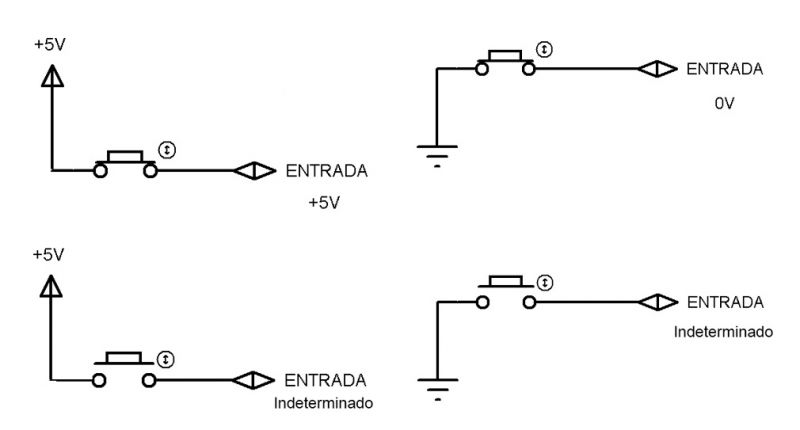 +5V
ENTRADA
+5V
ENTRADA
0V
+5V
ENTRADA
Indeterminado
ENTRADA
Indeterminado